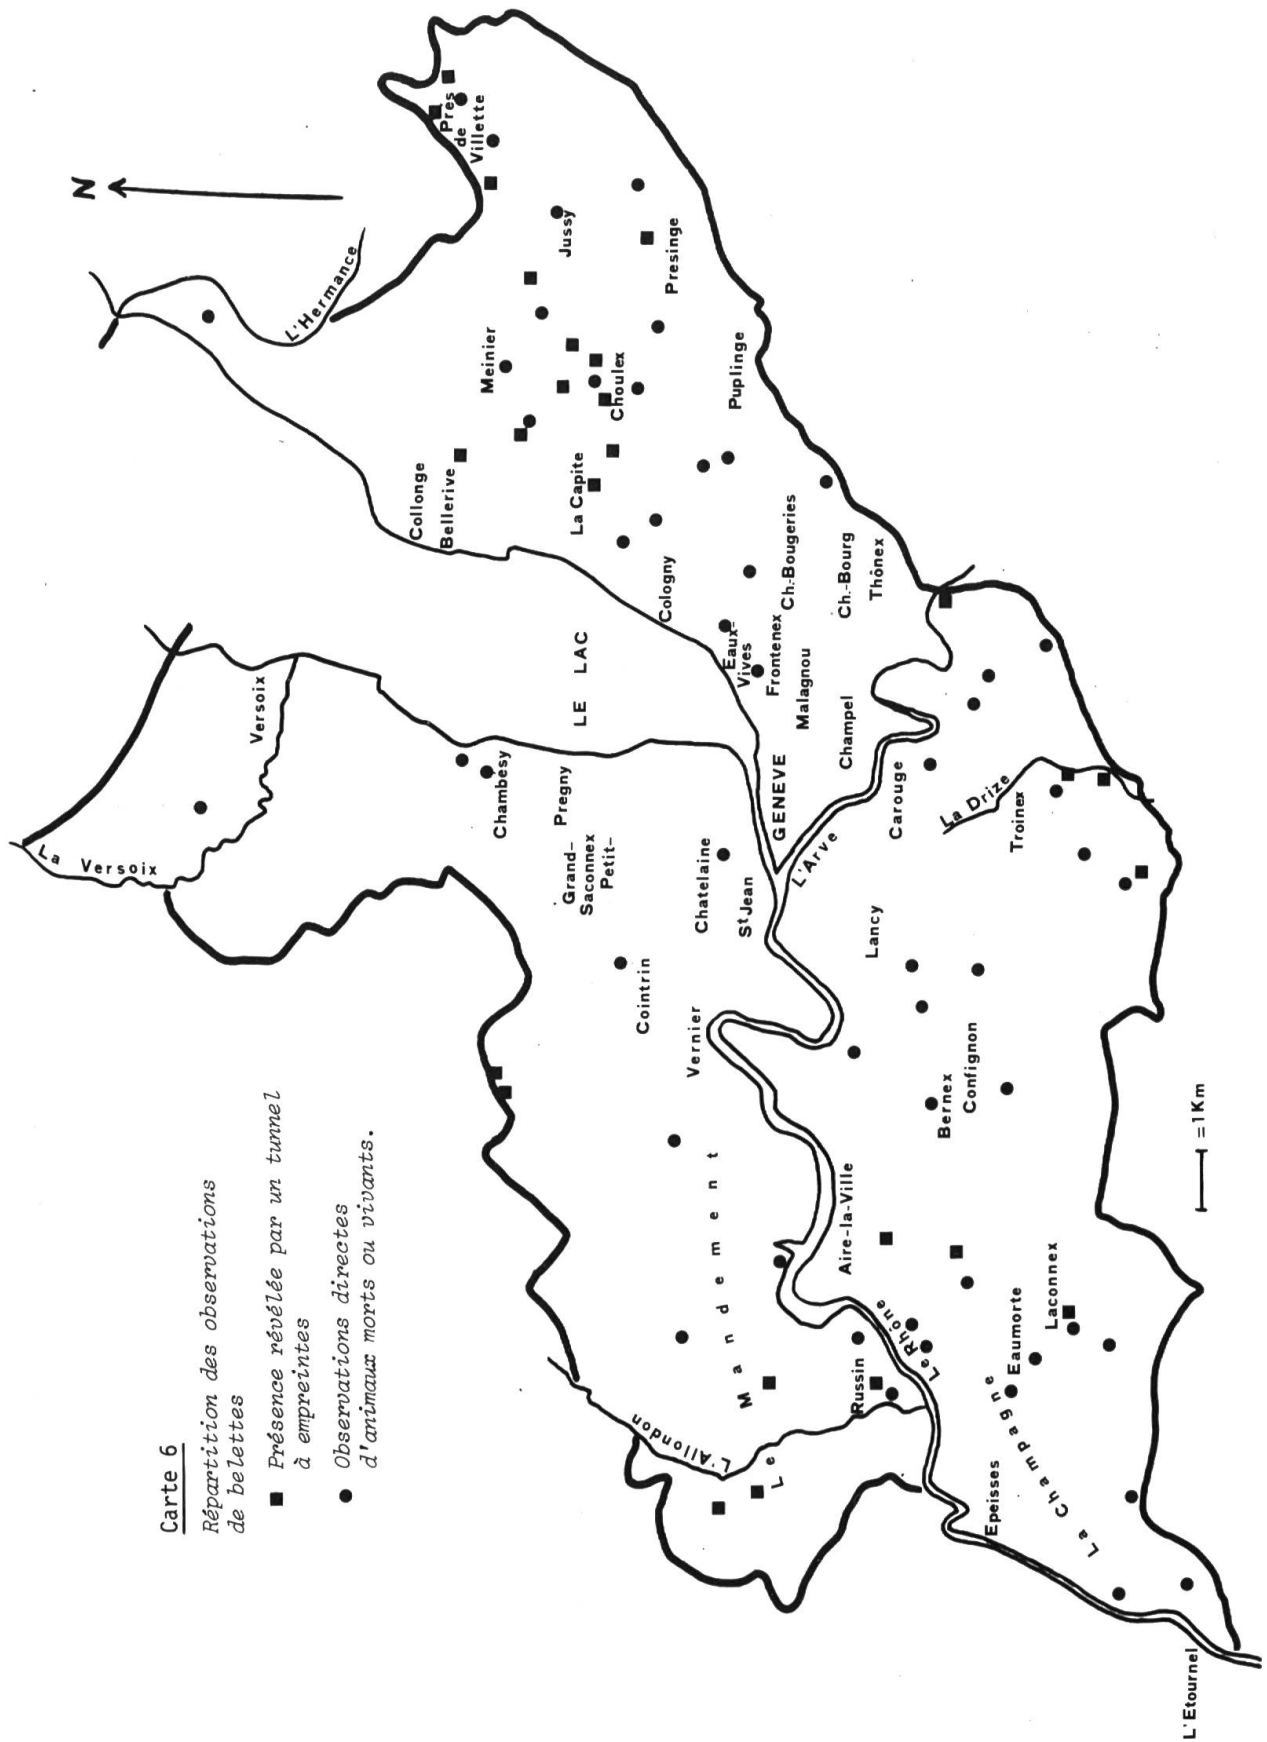 Carte 6
Répartition des observations
de belettes
■ Présence révélée par un tunnel
à empreintes
● Observations directes
d'animaux morts ou vivants.
N
La Versoix
Versoix
L'Hermance
Près
de
Villette
Jussy
Presinge
Meinier
Choulex
Puplinge
Collonge
Bellerive
La Capite
Cologny
Ch.-Bougeries
Ch.-Bourg
Thônex
Eaux-
Vives
Frontenex
Malagnou
Champel
LE LAC
GENEVE
Chambesy
Pregny
Grand-
Saconnex
Petit-
Chatelaine
St Jean
L'Arve
Carouge
La Drize
Troinex
Lancy
Cointrin
Vernier
Bernex
Confignon
Aire-la-Ville
Le Mandement
Russin
Le Rhône
L'Allondon
Laconnex
Eaumorte
La Champagne
Epeisses
L'Etournel
=1Km